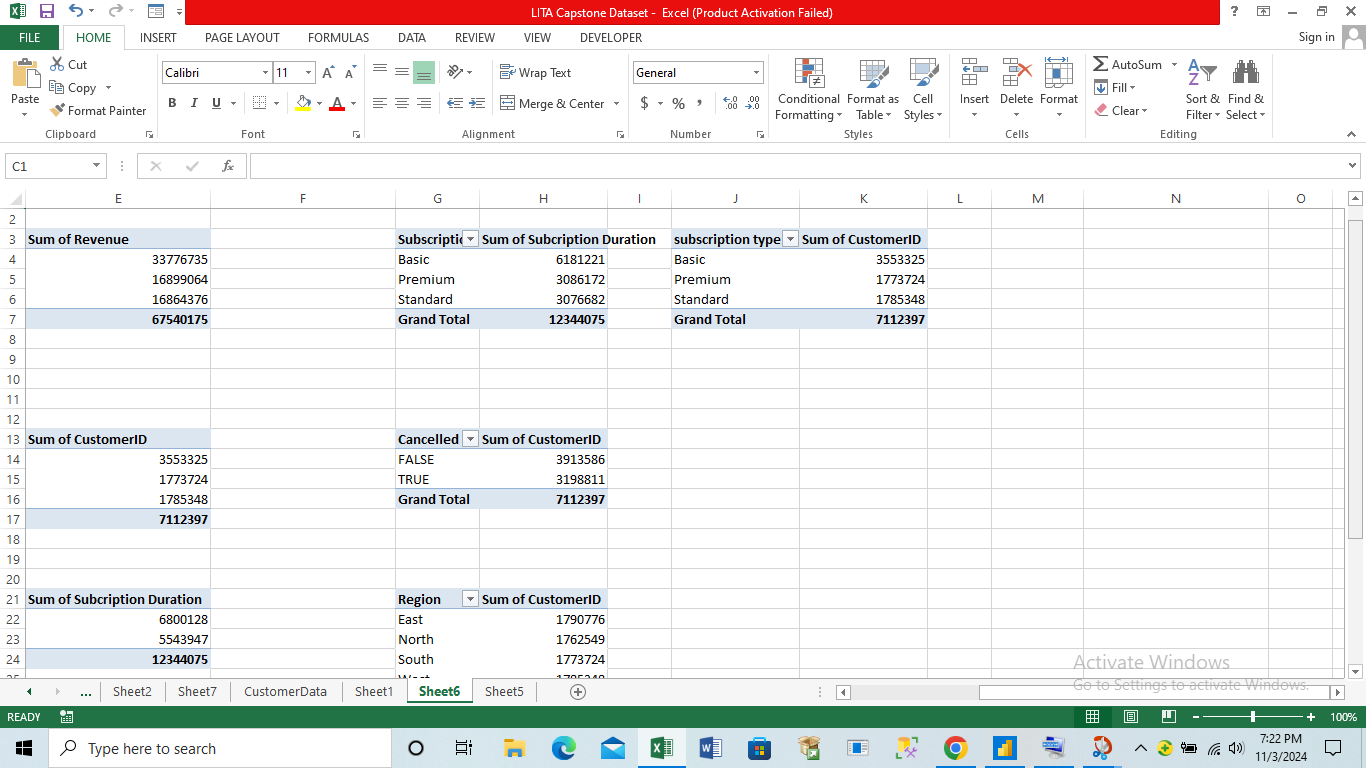 LITA Capstone Dataset - Excel (Product Activation Failed)
?
FILE HOME INSERT PAGE LAYOUT FORMULAS DATA REVIEW VIEW DEVELOPER Sign in
Paste
Cut
Copy
Format Painter
Clipboard
Calibri 11
B I U
Font
Wrap Text
Merge & Center
Alignment
General
$ % ,
Number
Conditional Formatting
Format as Table
Cell Styles
Styles
Insert Delete Format
Cells
AutoSum
Fill
Clear
Sort & Filter
Find & Select
Editing
C1 fx
E F G H I J K L M N O
2
3 Sum of Revenue Subscriptic Sum of Subcription Duration subscription type Sum of CustomerID
4 33776735 Basic 6181221 Basic 3553325
5 16899064 Premium 3086172 Premium 1773724
6 16864376 Standard 3076682 Standard 1785348
7 67540175 Grand Total 12344075 Grand Total 7112397
8
9
10
11
12
13 Sum of CustomerID Cancelled Sum of CustomerID
14 3553325 FALSE 3913586
15 1773724 TRUE 3198811
16 1785348 Grand Total 7112397
17 7112397
18
19
20
21 Sum of Subcription Duration Region Sum of CustomerID
22 6800128 East 1790776
23 5543947 North 1762549
24 12344075 South 1773724
Activate Windows
Go to Settings to activate Windows.
... Sheet2 Sheet7 CustomerData Sheet1 Sheet6 Sheet5
READY 100%
Type here to search
7:22 PM
11/3/2024